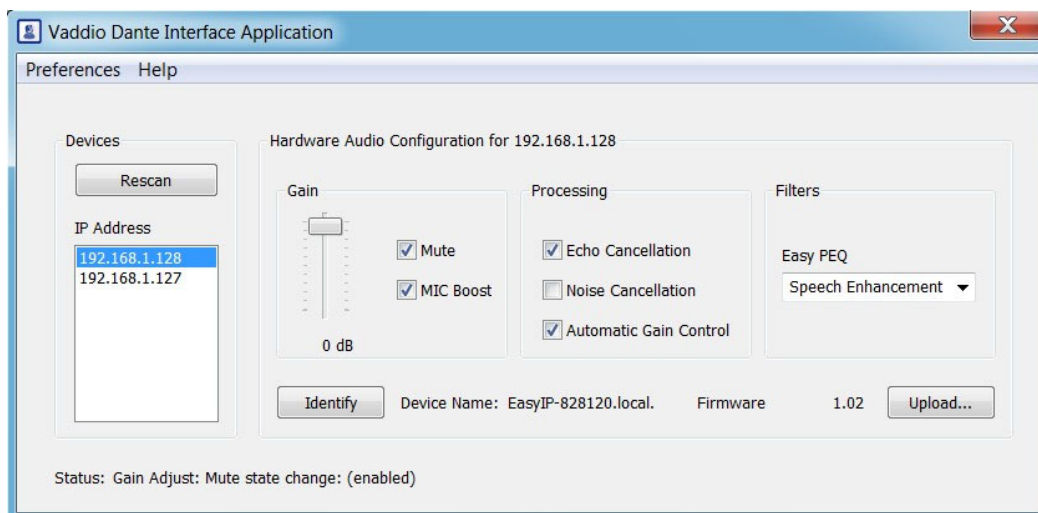 Vaddio Dante Interface Application
X
Preferences Help
Devices
Rescan
IP Address
192.168.1.128
192.168.1.127
Hardware Audio Configuration for 192.168.1.128
Gain
Mute
MIC Boost
0 dB
Processing
Echo Cancellation
Noise Cancellation
Automatic Gain Control
Filters
Easy PEQ
Speech Enhancement
Identify Device Name: EasyIP-828120.local. Firmware 1.02 Upload...
Status: Gain Adjust: Mute state change: (enabled)